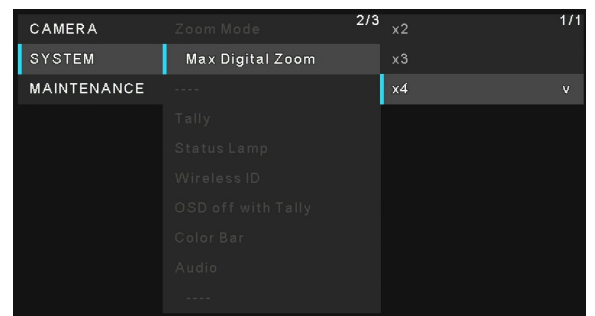 CAMERA
SYSTEM
MAINTENANCE
Zoom Mode 2/3
Max Digital Zoom
----
Tally
Status Lamp
Wireless ID
OSD off with Tally
Color Bar
Audio
----
x2 1/1
x3
x4 v